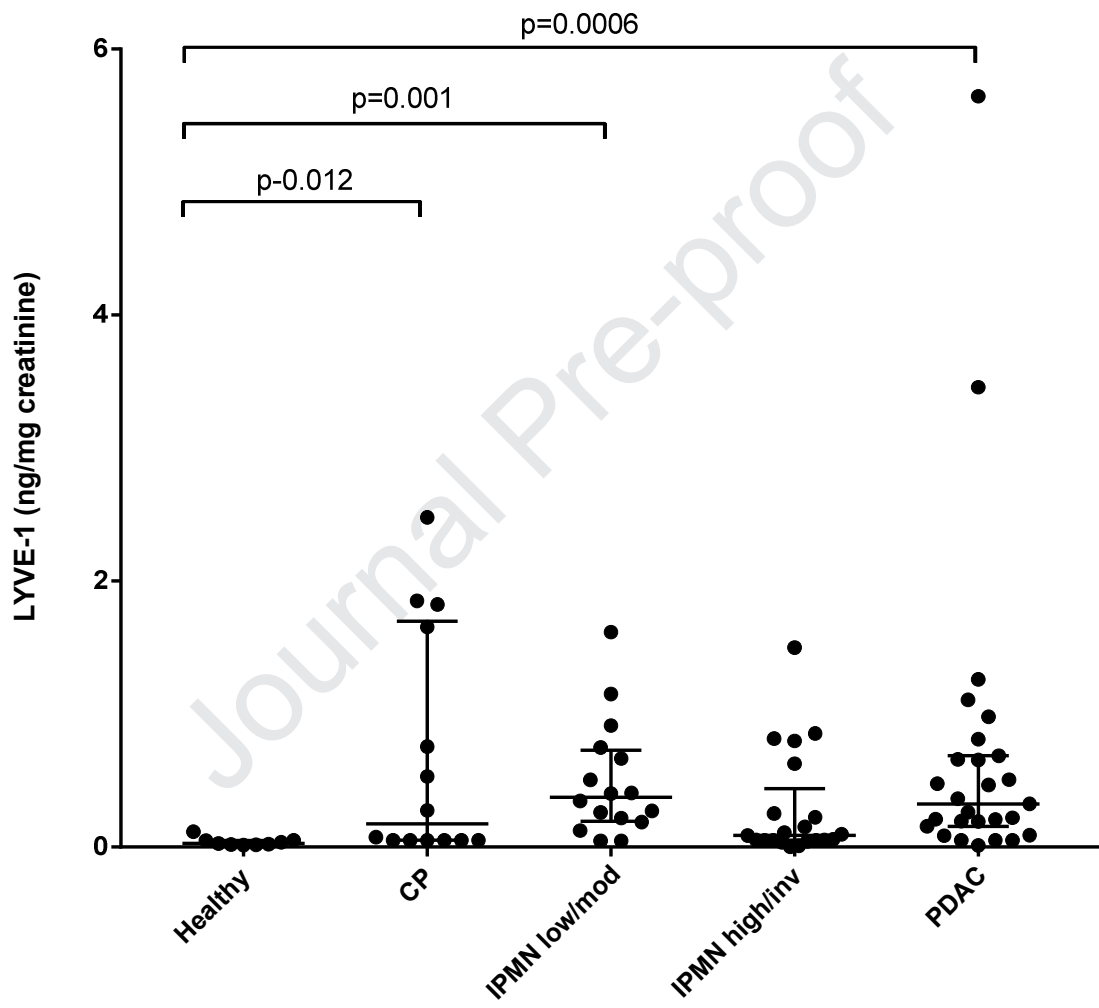 p=0.0006
6
p=0.001
p-0.012
4
LYVE-1 (ng/mg creatinine)
2
0
Healthy
CP
IPMN low/mod
IPMN high/inv
PDAC
Journal Pre-proof